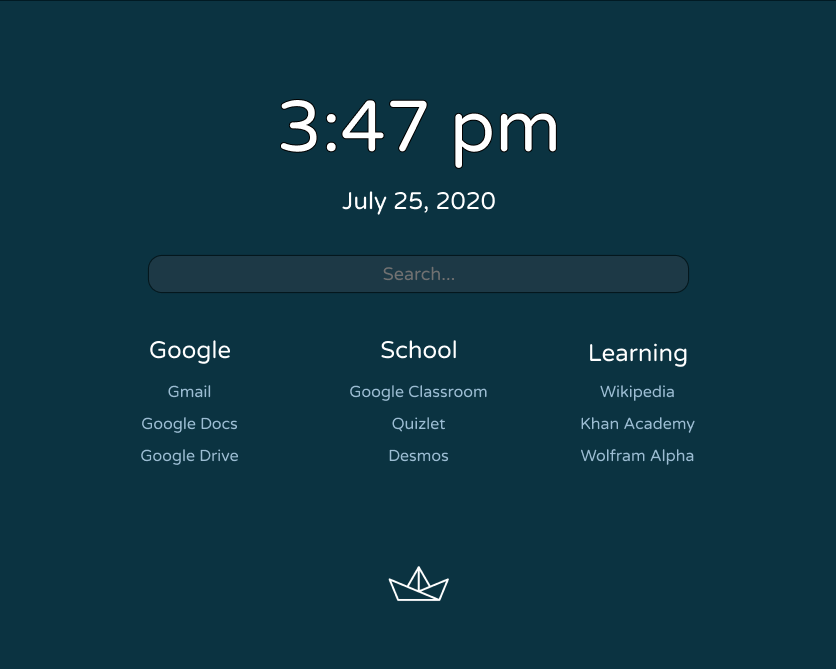 3:47 pm
July 25, 2020
Search...
Google
School
Learning
Gmail
Google Classroom
Wikipedia
Google Docs
Quizlet
Khan Academy
Google Drive
Desmos
Wolfram Alpha